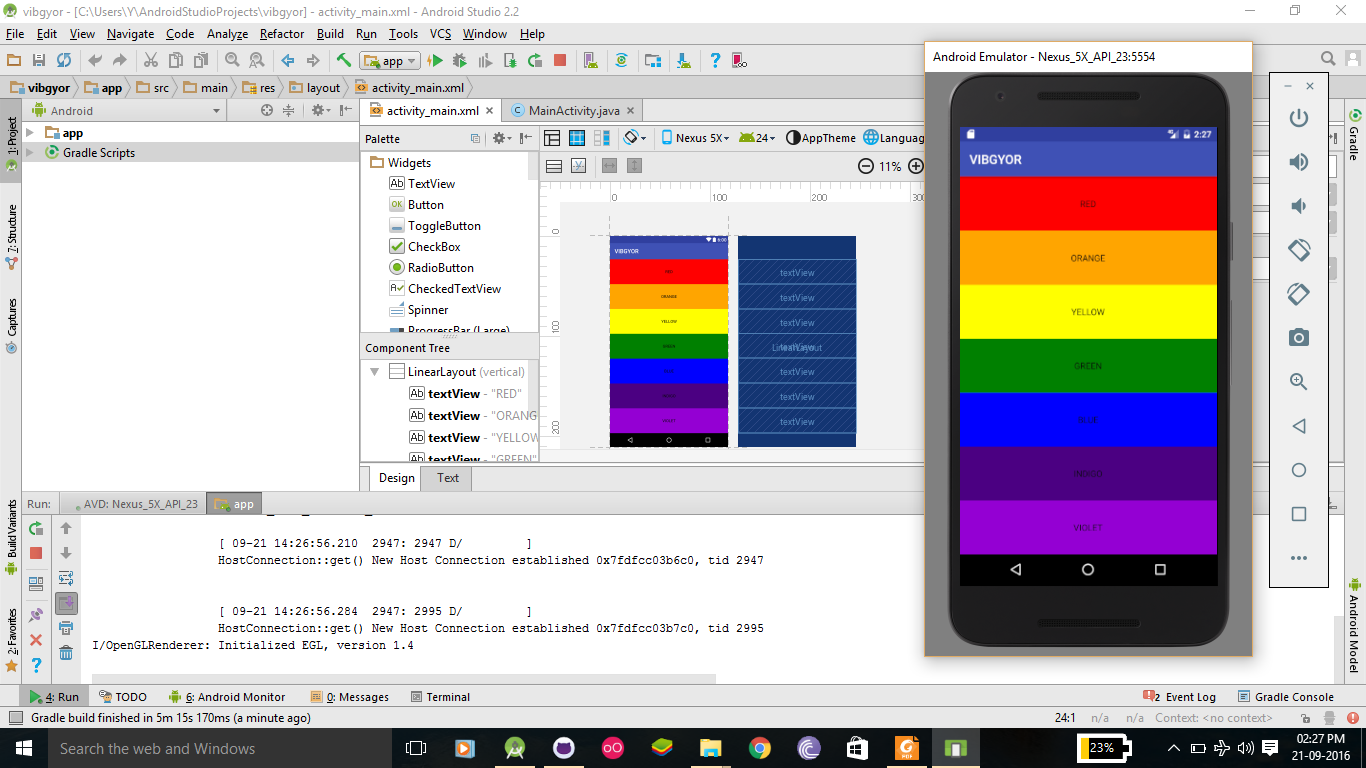 vibgyor - [C:\Users\Y\AndroidStudioProjects\vibgyor] - activity_main.xml - Android Studio 2.2
File Edit View Navigate Code Analyze Refactor Build Run Tools VCS Window Help
app
vibgyor app src main res layout activity_main.xml
Android
activity_main.xml MainActivity.java
app
Gradle Scripts
1: Project
7: Structure
Captures
Build Variants
2: Favorites
Palette
Widgets
TextView
Button
ToggleButton
CheckBox
RadioButton
CheckedTextView
Spinner
ProgressBar (Large)
Component Tree
LinearLayout (vertical)
textView - "RED"
textView - "ORANG
textView - "YELLOW
textView - "GREEN"
Nexus 5X 24 AppTheme Languag
11%
0 100 200 300
0
100
200
8:00
VIBGYOR
RED
ORANGE
YELLOW
GREEN
VIOLET
textView
textView
textView
textView
LinearLayout
textView
textView
textView
Design Text
Android Emulator - Nexus_5X_API_23:5554
2:27
VIBGYOR
RED
ORANGE
YELLOW
GREEN
BLUE
INDIGO
VIOLET
Gradle
Android Model
Run: AVD: Nexus_5X_API_23 app
[ 09-21 14:26:56.210 2947: 2947 D/ ]
HostConnection::get() New Host Connection established 0x7fdfcc03b6c0, tid 2947
[ 09-21 14:26:56.284 2947: 2995 D/ ]
HostConnection::get() New Host Connection established 0x7fdfcc03b7c0, tid 2995
I/OpenGLRenderer: Initialized EGL, version 1.4
4: Run TODO 6: Android Monitor 0: Messages Terminal 2 Event Log Gradle Console
Gradle build finished in 5m 15s 170ms (a minute ago) 24:1 n/a n/a Context: <no context>
Search the web and Windows
23%
02:27 PM
21-09-2016